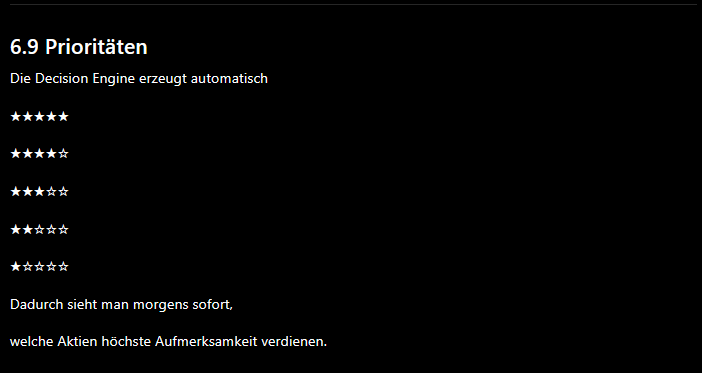 6.9 Prioritäten
Die Decision Engine erzeugt automatisch
★★★★★
★★★★☆
★★★☆☆
★★☆☆☆
★☆☆☆☆
Dadurch sieht man morgens sofort,
welche Aktien höchste Aufmerksamkeit verdienen.